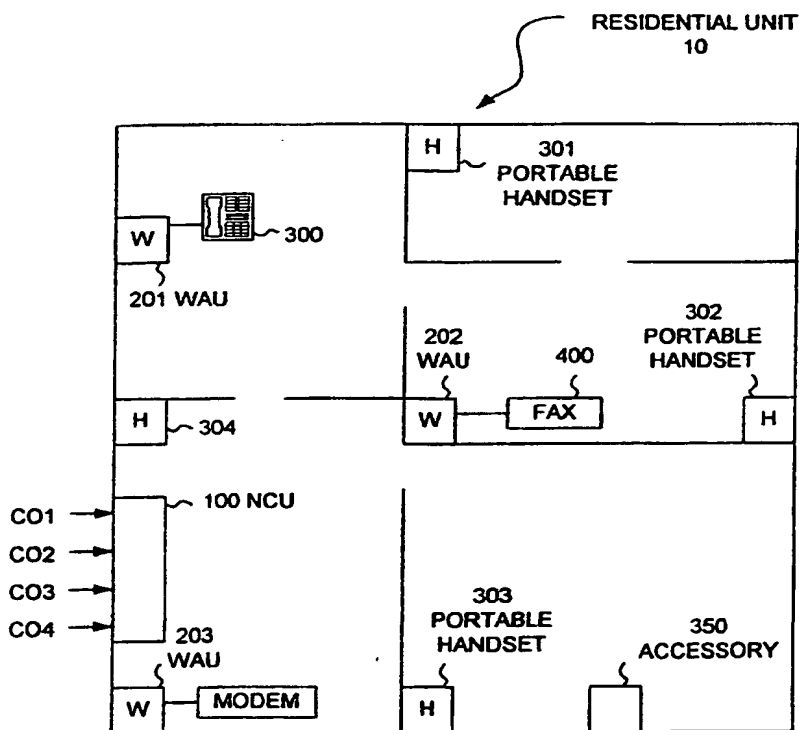 RESIDENTIAL UNIT
10
H
301
PORTABLE
HANDSET
W
300
201 WAU
302
PORTABLE
HANDSET
202
WAU
400
H
304
W
FAX
H
100 NCU
CO1
CO2
CO3
CO4
203
WAU
303
PORTABLE
HANDSET
350
ACCESSORY
W
MODEM
H